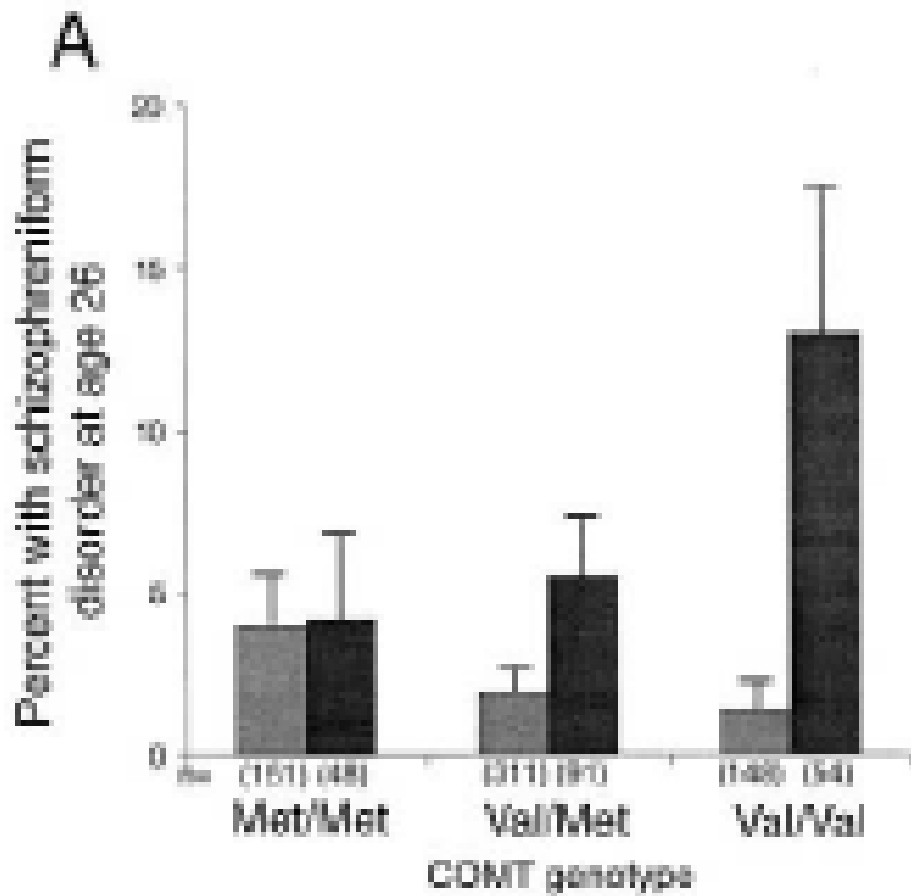 A
Percent with schizophreniform
disorder at age 26
20
15
10
5
0
n= (151) (48) (311) (91) (148) (54)
Met/Met Val/Met Val/Val
COMT genotype